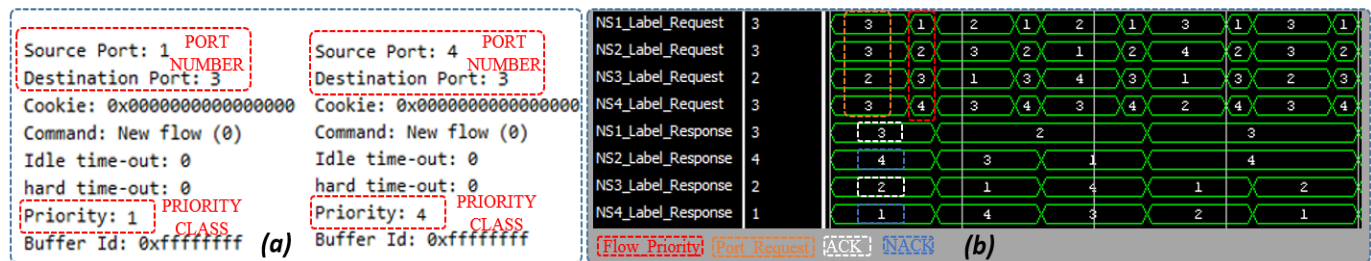 Source Port: 1 PORT
NUMBER
Destination Port: 3
Cookie: 0x0000000000000000
Command: New flow (0)
Idle time-out: 0
hard time-out: 0
Priority: 1 PRIORITY
CLASS
Buffer Id: 0xffffffff
(a)
Source Port: 4 PORT
NUMBER
Destination Port: 3
Cookie: 0x0000000000000000
Command: New flow (0)
Idle time-out: 0
hard time-out: 0
Priority: 4 PRIORITY
CLASS
Buffer Id: 0xffffffff
NS1_Label_Request 3 3 1 2 1 2 1 3 1 3 1
NS2_Label_Request 3 3 2 3 2 1 2 4 2 3 2
NS3_Label_Request 2 2 3 1 3 4 3 1 3 2 3
NS4_Label_Request 3 3 4 3 4 3 4 2 4 3 4
NS1_Label_Response 3 3 2 3
NS2_Label_Response 4 4 3 1 4
NS3_Label_Response 2 2 1 4 1 2
NS4_Label_Response 1 1 4 3 2 1
Flow_Priority Port_Request ACK NACK (b)